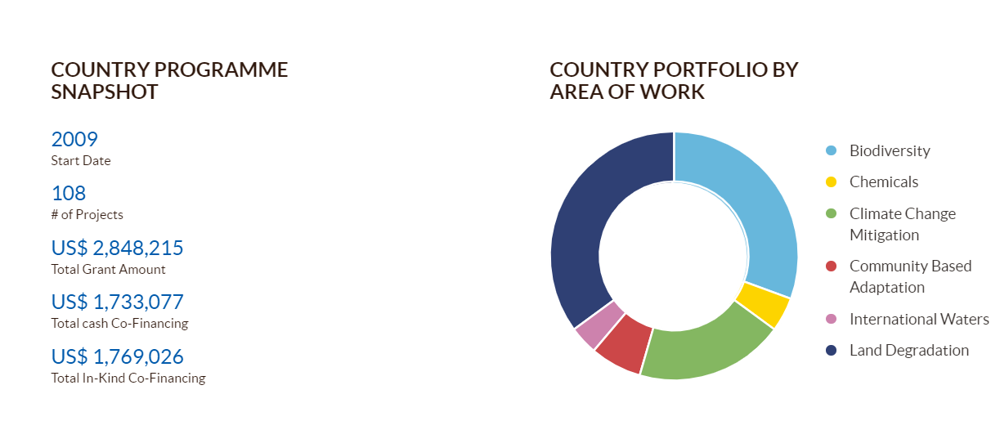 COUNTRY PROGRAMME
SNAPSHOT
2009
Start Date
108
# of Projects
US$ 2,848,215
Total Grant Amount
US$ 1,733,077
Total cash Co-Financing
US$ 1,769,026
Total In-Kind Co-Financing
COUNTRY PORTFOLIO BY
AREA OF WORK
Biodiversity
Chemicals
Climate Change
Mitigation
Community Based
Adaptation
International Waters
Land Degradation